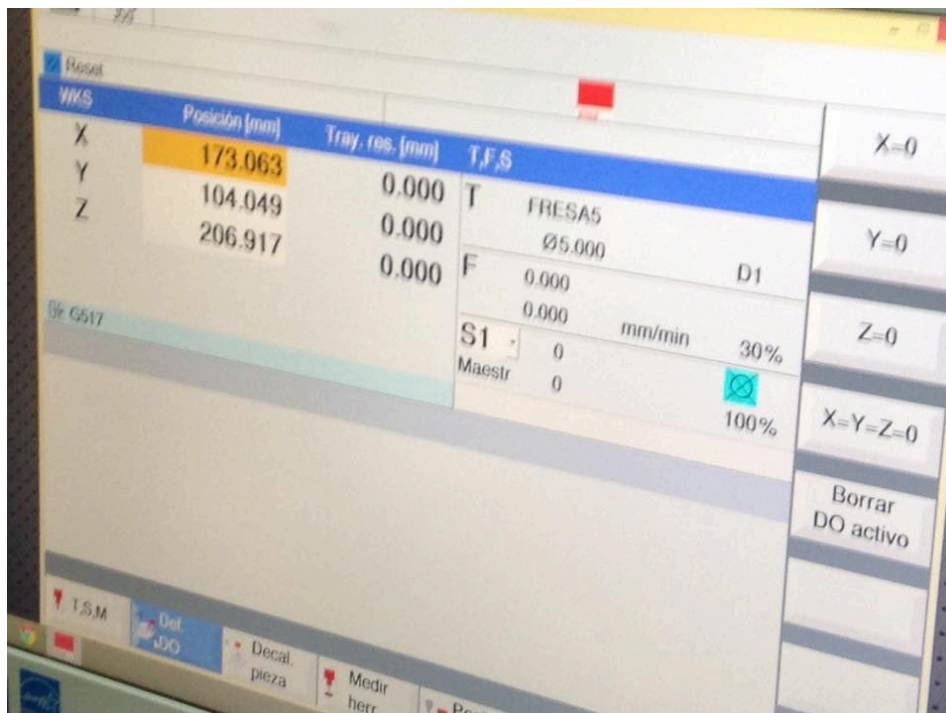 Reset
WKS Posición [mm] Tray. res. [mm] T,F,S
X 173.063 0.000
Y 104.049 0.000
Z 206.917 0.000
G517
T FRESA5
Ø5.000 D1
F 0.000
0.000 mm/min 30%
S1 0
Maestr 0
100%
X=0
Y=0
Z=0
X=Y=Z=0
Borrar
DO activo
T,S,M
Def.
DO
Decal.
pieza
Medir
herr.